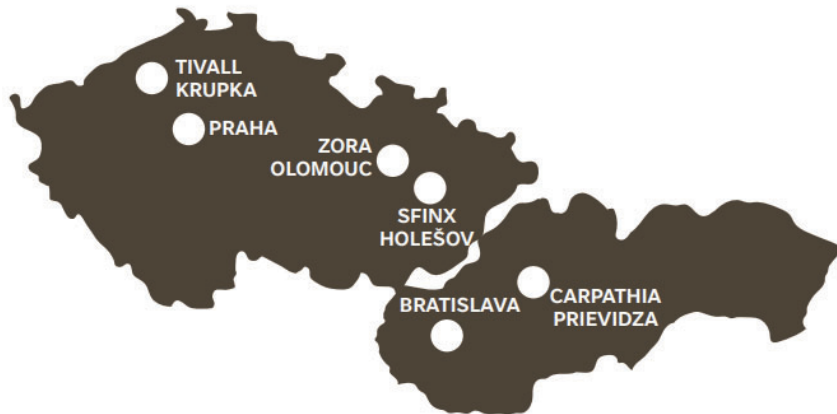 TIVALL
KRUPKA
PRAHA
ZORA
OLOMOUC
SFINX
HOLEŠOV
BRATISLAVA
CARPATHIA
PRIEVIDZA